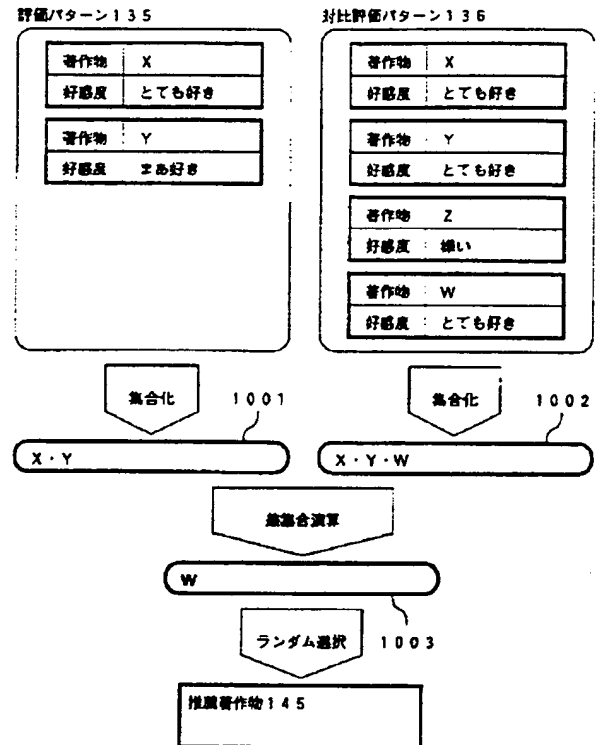 評価パターン135
対比評価パターン136
著作物 X
好感度 とても好き
著作物 Y
好感度 まあ好き
著作物 X
好感度 とても好き
著作物 Y
好感度 とても好き
著作物 Z
好感度 嫌い
著作物 W
好感度 とても好き
集合化
1001
集合化
1002
X・Y
X・Y・W
差集合演算
W
ランダム選択
1003
推薦著作物145